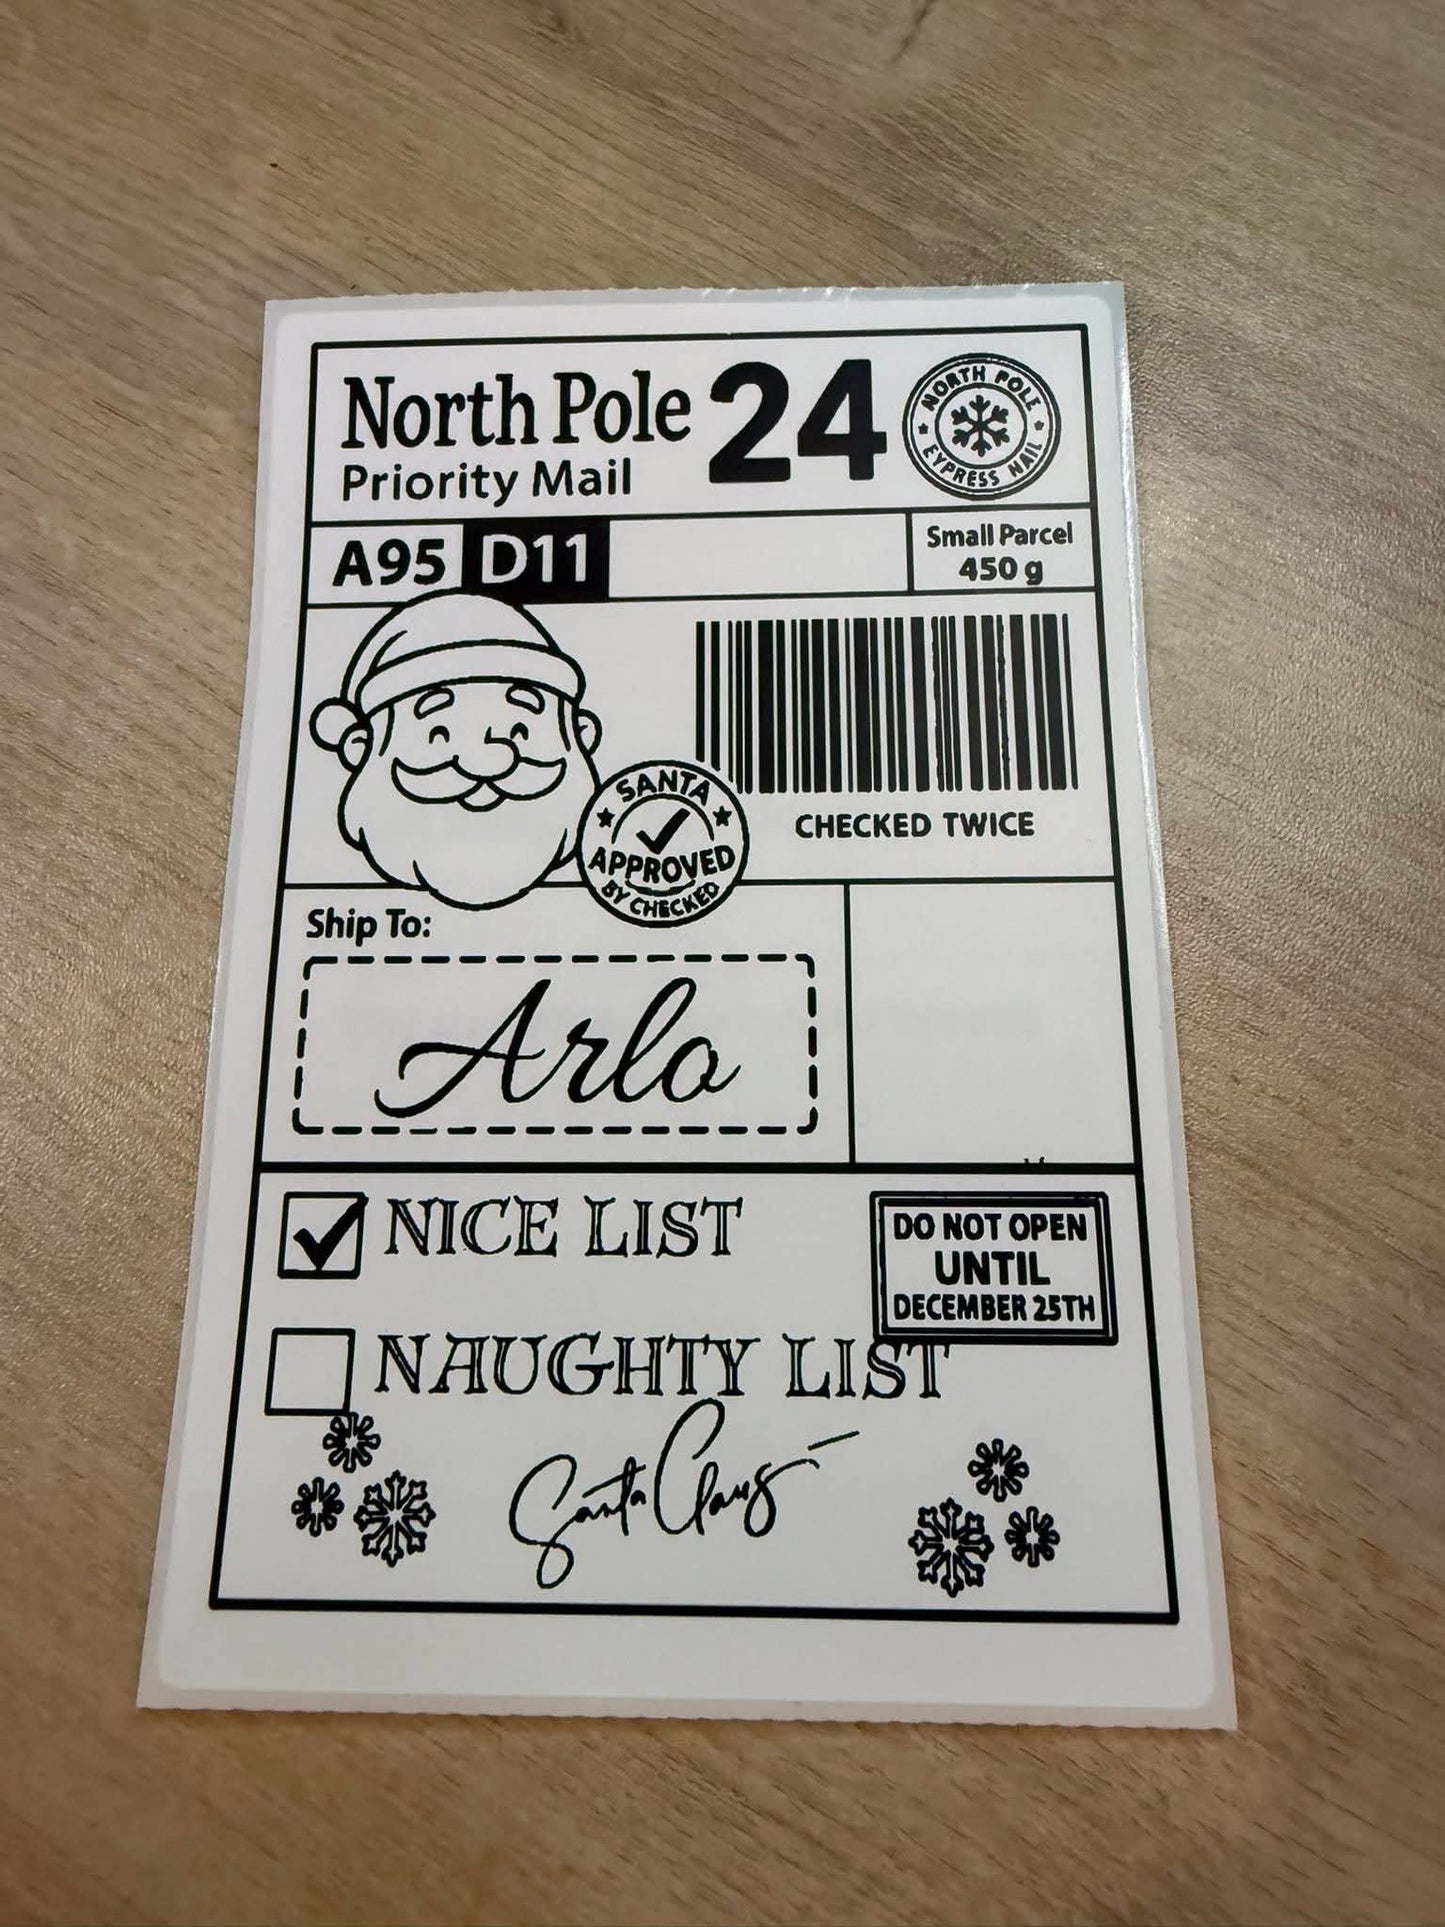 North Pole
Priority Mail
24
NORTH POLE
EYPRESS NAIL
A95
D11
Small Parcel
450 g
CHECKED TWICE
SANTA
APPROVED
BY CHECKED
Ship To:
Arlo
NICE LIST
DO NOT OPEN
UNTIL
DECEMBER 25TH
NAUGHTY LIST
Santa Claus